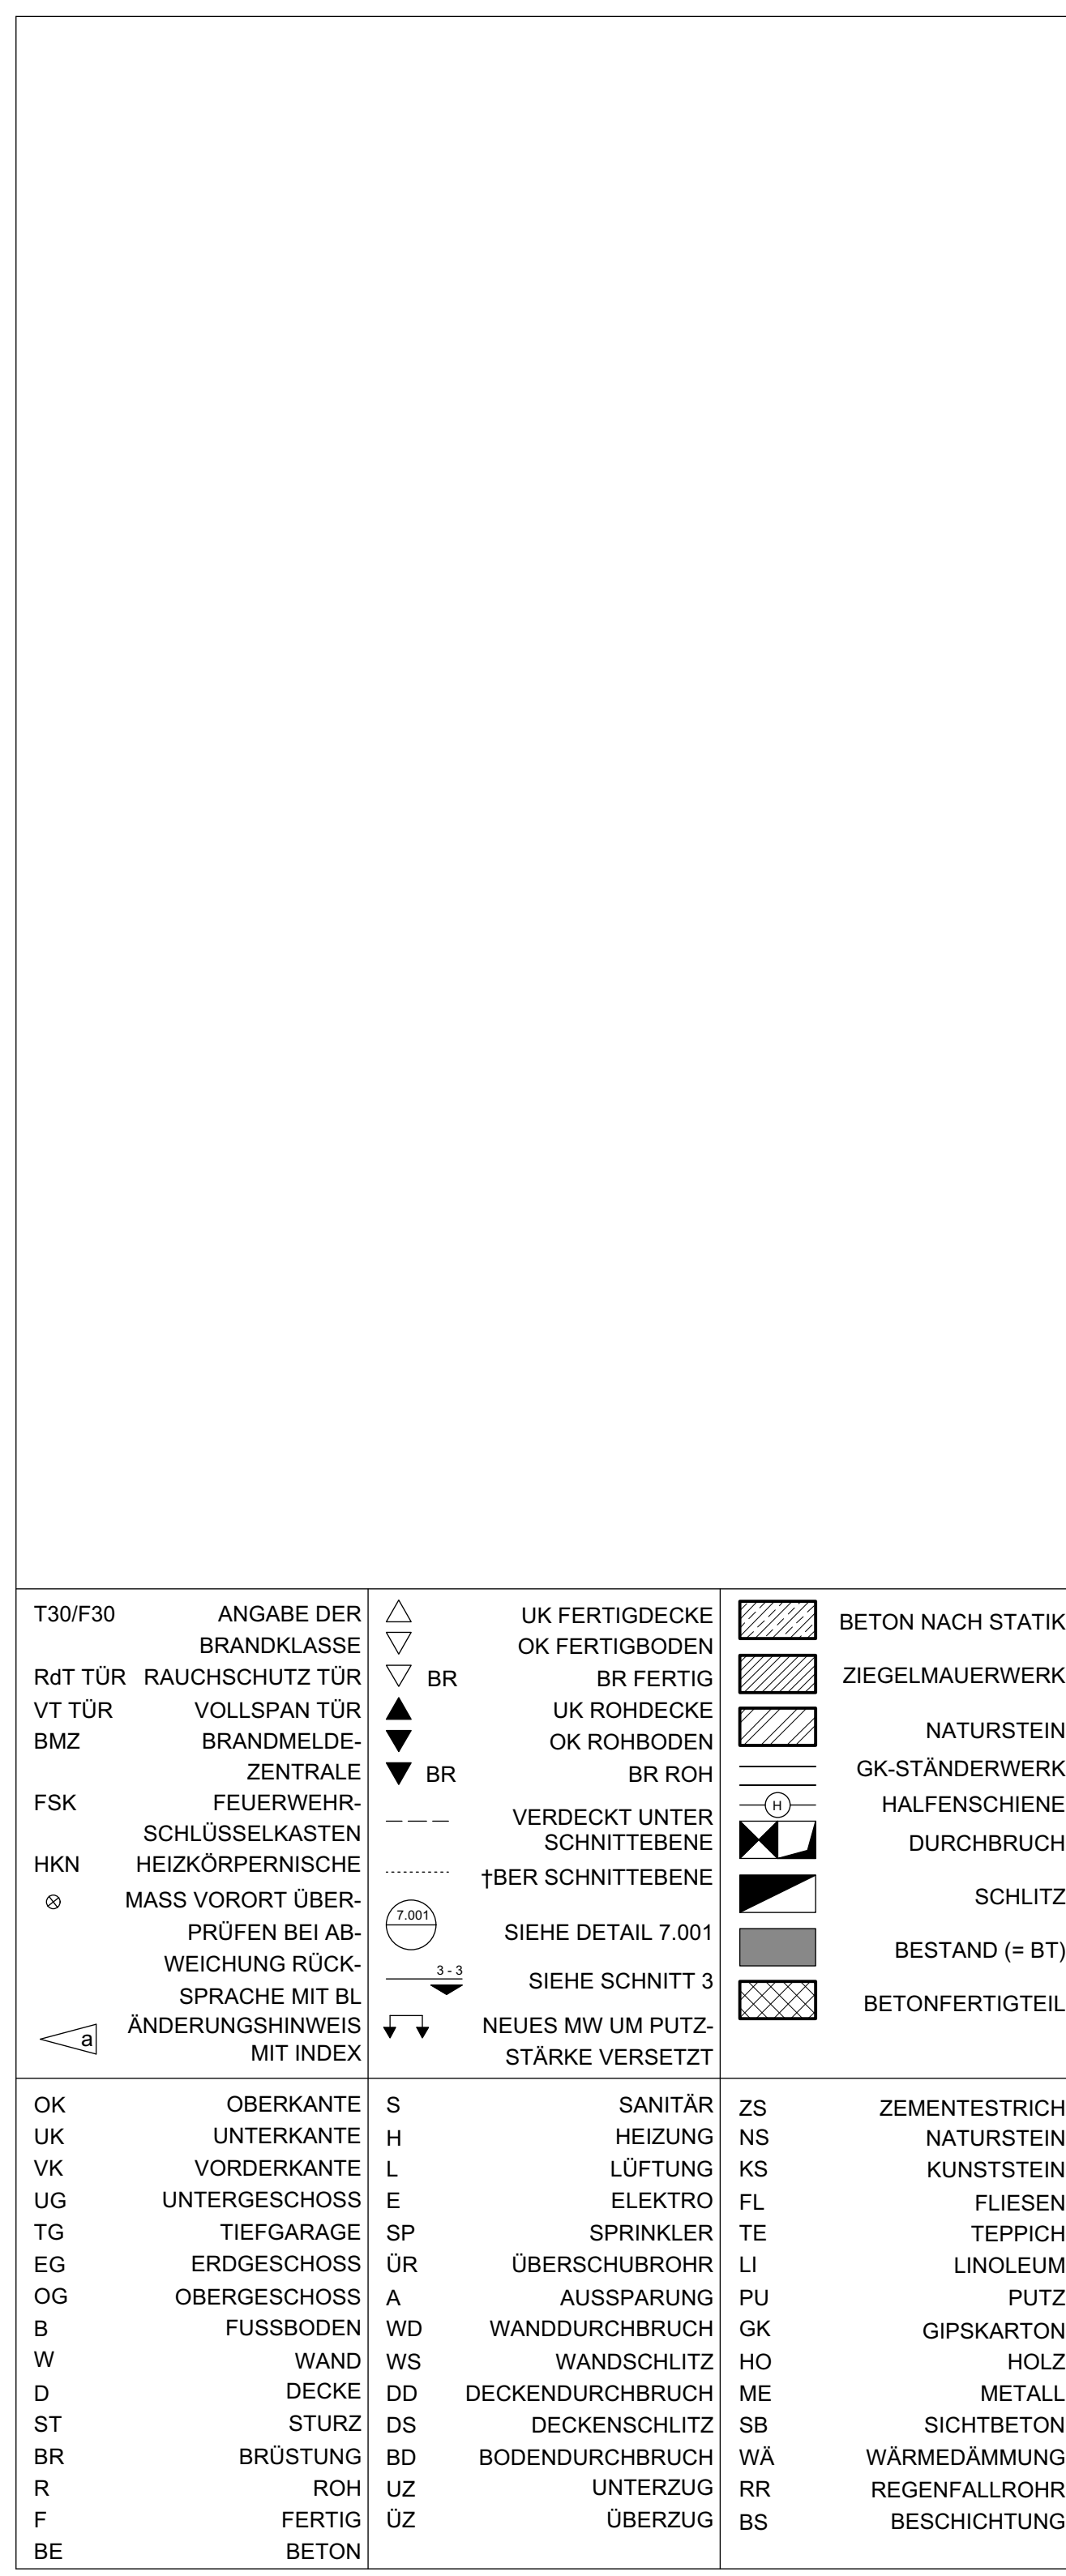 T30/F30 ANGABE DER
BRANDKLASSE
RdT TÜR RAUCHSCHUTZ TÜR
VT TÜR VOLLSPAN TÜR
BMZ BRANDMELDE-
ZENTRALE
FSK FEUERWEHR-
SCHLÜSSELKASTEN
HKN HEIZKÖRPERNISCHE
MASS VORORT ÜBER-
PRÜFEN BEI AB-
WEICHUNG RÜCK-
SPRACHE MIT BL
a ÄNDERUNGSHINWEIS
MIT INDEX
UK FERTIGDECKE
OK FERTIGBODEN
BR BR FERTIG
UK ROHDECKE
OK ROHBODEN
BR BR ROH
VERDECKT UNTER
SCHNITTEBENE
†BER SCHNITTEBENE
7.001 SIEHE DETAIL 7.001
3 - 3 SIEHE SCHNITT 3
NEUES MW UM PUTZ-
STÄRKE VERSETZT
BETON NACH STATIK
ZIEGELMAUERWERK
NATURSTEIN
GK-STÄNDERWERK
H HALFENSCHIENE
DURCHBRUCH
SCHLITZ
BESTAND (= BT)
BETONFERTIGTEIL
OK OBERKANTE
UK UNTERKANTE
VK VORDERKANTE
UG UNTERGESCHOSS
TG TIEFGARAGE
EG ERDGESCHOSS
OG OBERGESCHOSS
B FUSSBODEN
W WAND
D DECKE
ST STURZ
BR BRÜSTUNG
R ROH
F FERTIG
BE BETON
S SANITÄR
H HEIZUNG
L LÜFTUNG
E ELEKTRO
SP SPRINKLER
ÜR ÜBERSCHUBROHR
A AUSSPARUNG
WD WANDDURCHBRUCH
WS WANDSCHLITZ
DD DECKENDURCHBRUCH
DS DECKENSCHLITZ
BD BODENDURCHBRUCH
UZ UNTERZUG
ÜZ ÜBERZUG
ZS ZEMENTESTRICH
NS NATURSTEIN
KS KUNSTSTEIN
FL FLIESEN
TE TEPPICH
LI LINOLEUM
PU PUTZ
GK GIPSKARTON
HO HOLZ
ME METALL
SB SICHTBETON
WÄ WÄRMEDÄMMUNG
RR REGENFALLROHR
BS BESCHICHTUNG